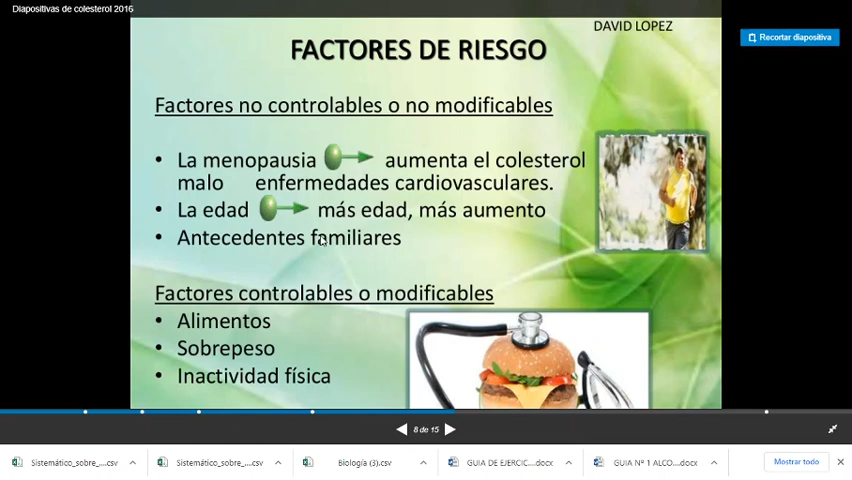 Diapositivas de colesterol 2016
DAVID LOPEZ
Recortar diapositiva
FACTORES DE RIESGO
Factores no controlables o no modificables
• La menopausia aumenta el colesterol
malo enfermedades cardiovasculares.
• La edad más edad, más aumento
• Antecedentes familiares
Factores controlables o modificables
• Alimentos
• Sobrepeso
• Inactividad física
8 de 15
Sistemático_sobre_....csv
Sistemático_sobre_....csv
Biología (3).csv
GUIA DE EJERCIC....docx
GUIA Nº 1 ALCO....docx
Mostrar todo